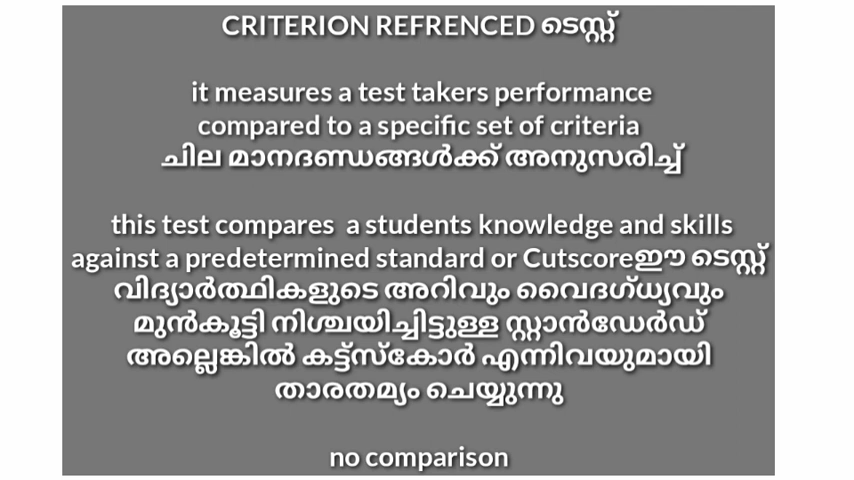 CRITERION REFRENCED ടെസ്റ്റ്
it measures a test takers performance
compared to a specific set of criteria
ചില മാനദണ്ഡങ്ങൾക്ക് അനുസരിച്ച്
this test compares a students knowledge and skills
against a predetermined standard or Cutscoreഈ ടെസ്റ്റ്
വിദ്യാർത്ഥികളുടെ അറിവും വൈദഗ്ധ്യവും
മുൻകൂട്ടി നിശ്ചയിച്ചിട്ടുള്ള സ്റ്റാൻഡേർഡ്
അല്ലെങ്കിൽ കട്ട്സ്കോർ എന്നിവയുമായി
താരതമ്യം ചെയ്യുന്നു
no comparison